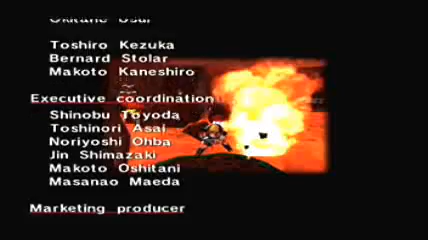 Toshiro Kezuka
Bernard Stolar
Makoto Kaneshiro
Executive coordination
Shinobu Toyoda
Toshinori Asai
Noriyoshi Ohba
Jin Shimazaki
Makoto Oshitani
Masanao Maeda
Marketing producer